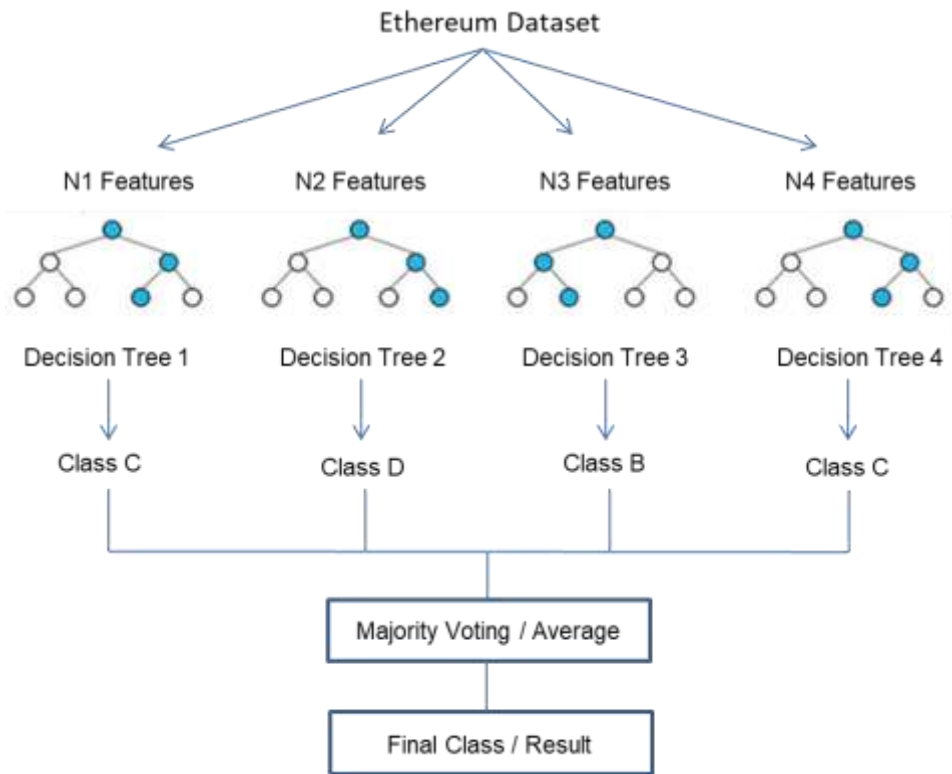 Ethereum Dataset
N1 Features
N2 Features
N3 Features
N4 Features
Decision Tree 1
Decision Tree 2
Decision Tree 3
Decision Tree 4
Class C
Class D
Class B
Class C
Majority Voting / Average
Final Class / Result